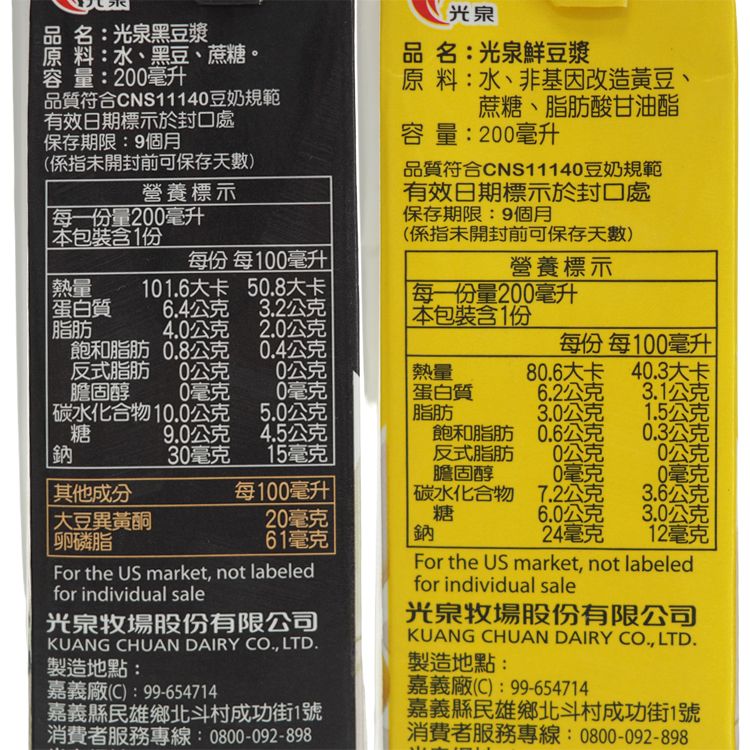 光泉
品 名：光泉黑豆漿
原 料：水、黑豆、蔗糖。
容 量：200毫升
品質符合CNS11140豆奶規範
有效日期標示於封口處
保存期限：9個月
(係指未開封前可保存天數)
營養標示
每一份量200毫升
本包裝含1份
每份 每100毫升
熱量 101.6大卡 50.8大卡
蛋白質 6.4公克 3.2公克
脂肪 4.0公克 2.0公克
飽和脂肪 0.8公克 0.4公克
反式脂肪 0公克 0公克
膽固醇 0毫克 0毫克
碳水化合物 10.0公克 5.0公克
糖 9.0公克 4.5公克
鈉 30毫克 15毫克
其他成分 每100毫升
大豆異黃酮 20毫克
卵磷脂 61毫克
For the US market, not labeled
for individual sale
光泉牧場股份有限公司
KUANG CHUAN DAIRY CO., LTD.
製造地點：
嘉義廠(C)：99-654714
嘉義縣民雄鄉北斗村成功街1號
消費者服務專線：0800-092-898
光泉
品 名：光泉鮮豆漿
原 料：水、非基因改造黃豆、
蔗糖、脂肪酸甘油酯
容 量：200毫升
品質符合CNS11140豆奶規範
有效日期標示於封口處
保存期限：9個月
(係指未開封前可保存天數)
營養標示
每一份量200毫升
本包裝含1份
每份 每100毫升
熱量 80.6大卡 40.3大卡
蛋白質 6.2公克 3.1公克
脂肪 3.0公克 1.5公克
飽和脂肪 0.6公克 0.3公克
反式脂肪 0公克 0公克
膽固醇 0毫克 0毫克
碳水化合物 7.2公克 3.6公克
糖 6.0公克 3.0公克
鈉 24毫克 12毫克
For the US market, not labeled
for individual sale
光泉牧場股份有限公司
KUANG CHUAN DAIRY CO., LTD.
製造地點：
嘉義廠(C)：99-654714
嘉義縣民雄鄉北斗村成功街1號
消費者服務專線：0800-092-898